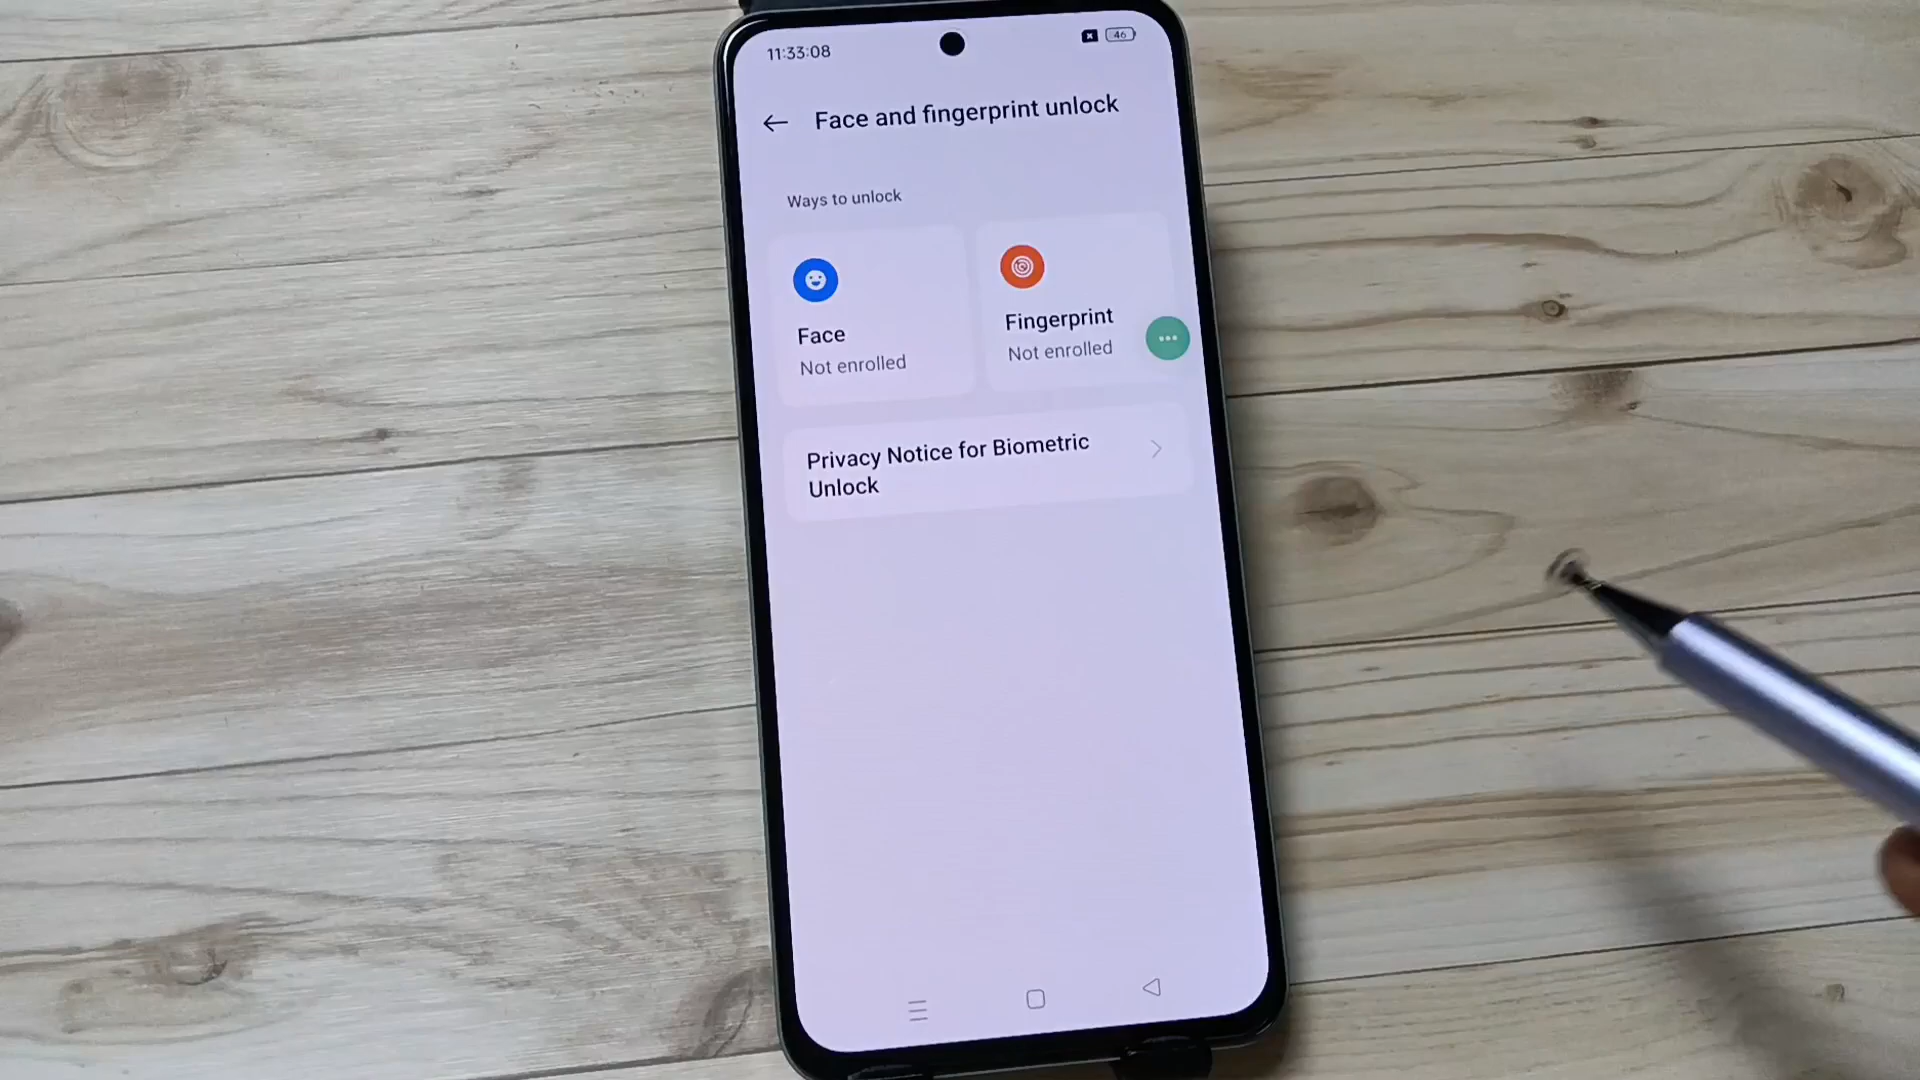 11:33:08
46
Face and fingerprint unlock
Ways to unlock
Face
Not enrolled
Fingerprint
Not enrolled
Privacy Notice for Biometric
Unlock